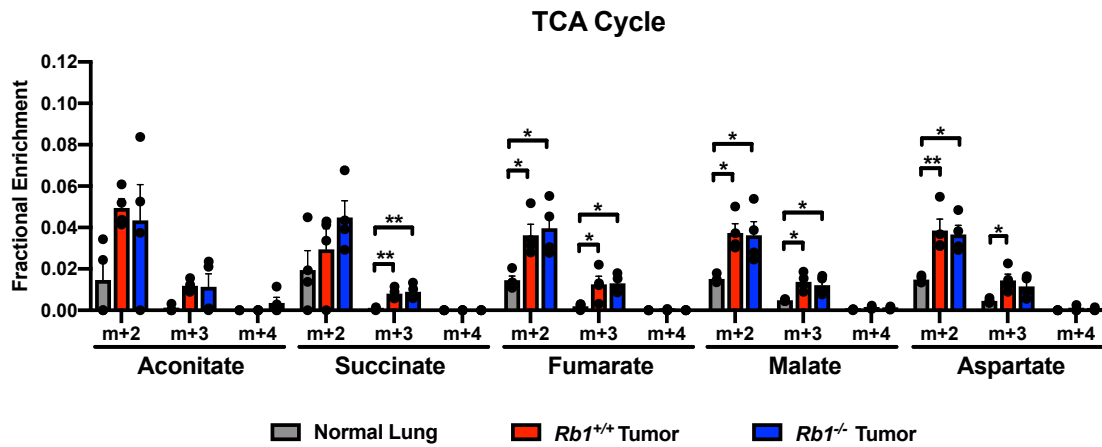 TCA Cycle
Fractional Enrichment
0.12
0.10
0.08
0.06
0.04
0.02
0.00
* * ** ** * * * * * * * * ** * *
m+2 m+3 m+4 m+2 m+3 m+4 m+2 m+3 m+4 m+2 m+3 m+4 m+2 m+3 m+4
Aconitate Succinate Fumarate Malate Aspartate
Normal Lung Rb1+/+ Tumor Rb1-/- Tumor